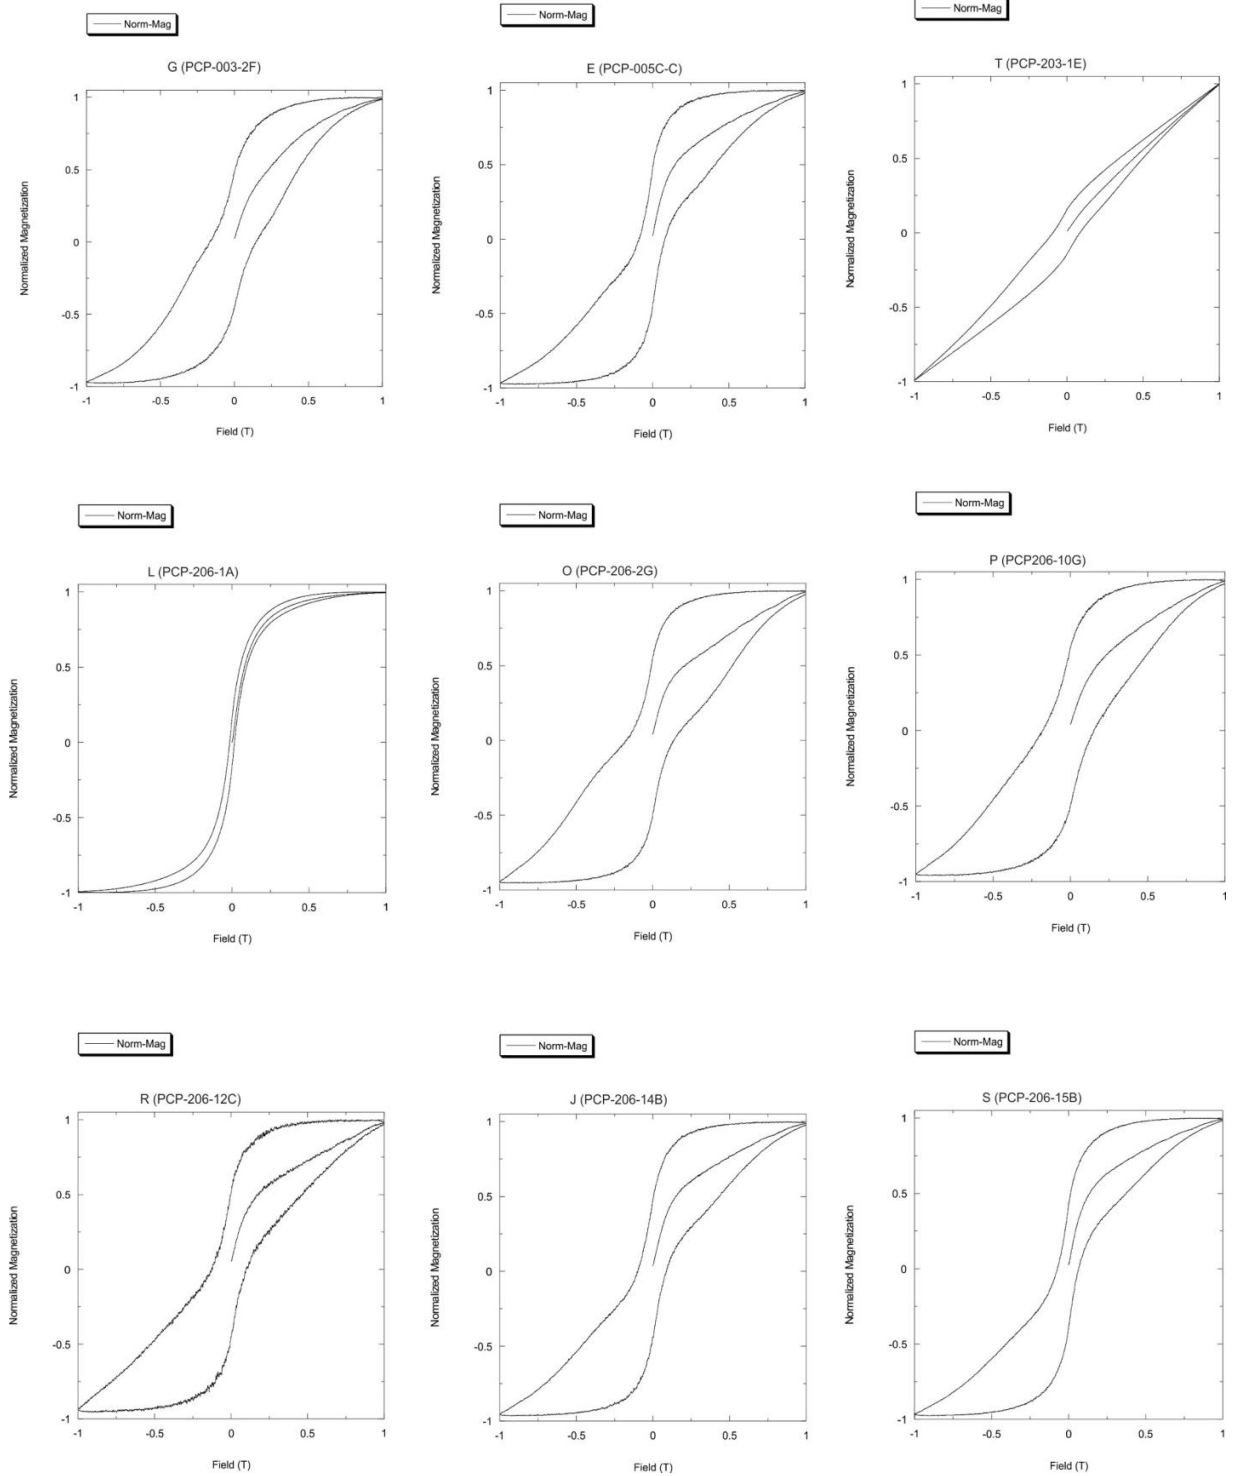 Norm-Mag
G (PCP-003-2F)
Normalized Magnetization
1
0.5
0
-0.5
-1
-1 -0.5 0 0.5 1
Field (T)
Norm-Mag
E (PCP-005C-C)
Normalized Magnetization
1
0.5
0
-0.5
-1
-1 -0.5 0 0.5 1
Field (T)
Norm-Mag
T (PCP-203-1E)
Normalized Magnetization
1
0.5
0
-0.5
-1
-1 -0.5 0 0.5 1
Field (T)
Norm-Mag
L (PCP-206-1A)
Normalized Magnetization
1
0.5
0
-0.5
-1
-1 -0.5 0 0.5 1
Field (T)
Norm-Mag
O (PCP-206-2G)
Normalized Magnetization
1
0.5
0
-0.5
-1
-1 -0.5 0 0.5 1
Field (T)
Norm-Mag
P (PCP206-10G)
Normalized Magnetization
1
0.5
0
-0.5
-1
-1 -0.5 0 0.5 1
Field (T)
Norm-Mag
R (PCP-206-12C)
Normalized Magnetization
1
0.5
0
-0.5
-1
-1 -0.5 0 0.5 1
Field (T)
Norm-Mag
J (PCP-206-14B)
Normalized Magnetization
1
0.5
0
-0.5
-1
-1 -0.5 0 0.5 1
Field (T)
Norm-Mag
S (PCP-206-15B)
Normalized Magnetization
1
0.5
0
-0.5
-1
-1 -0.5 0 0.5 1
Field (T)